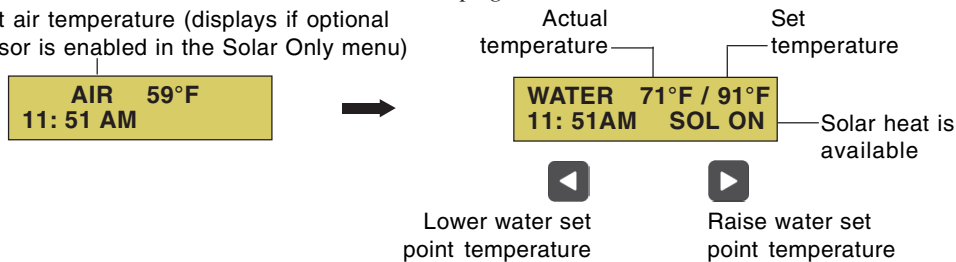 air temperature (displays if optional
is enabled in the Solar Only menu)
AIR 59°F
11: 51 AM
Actual
temperature
Set
temperature
WATER 71°F / 91°F
11: 51AM SOL ON
Solar heat is
available
Lower water set
point temperature
Raise water set
point temperature